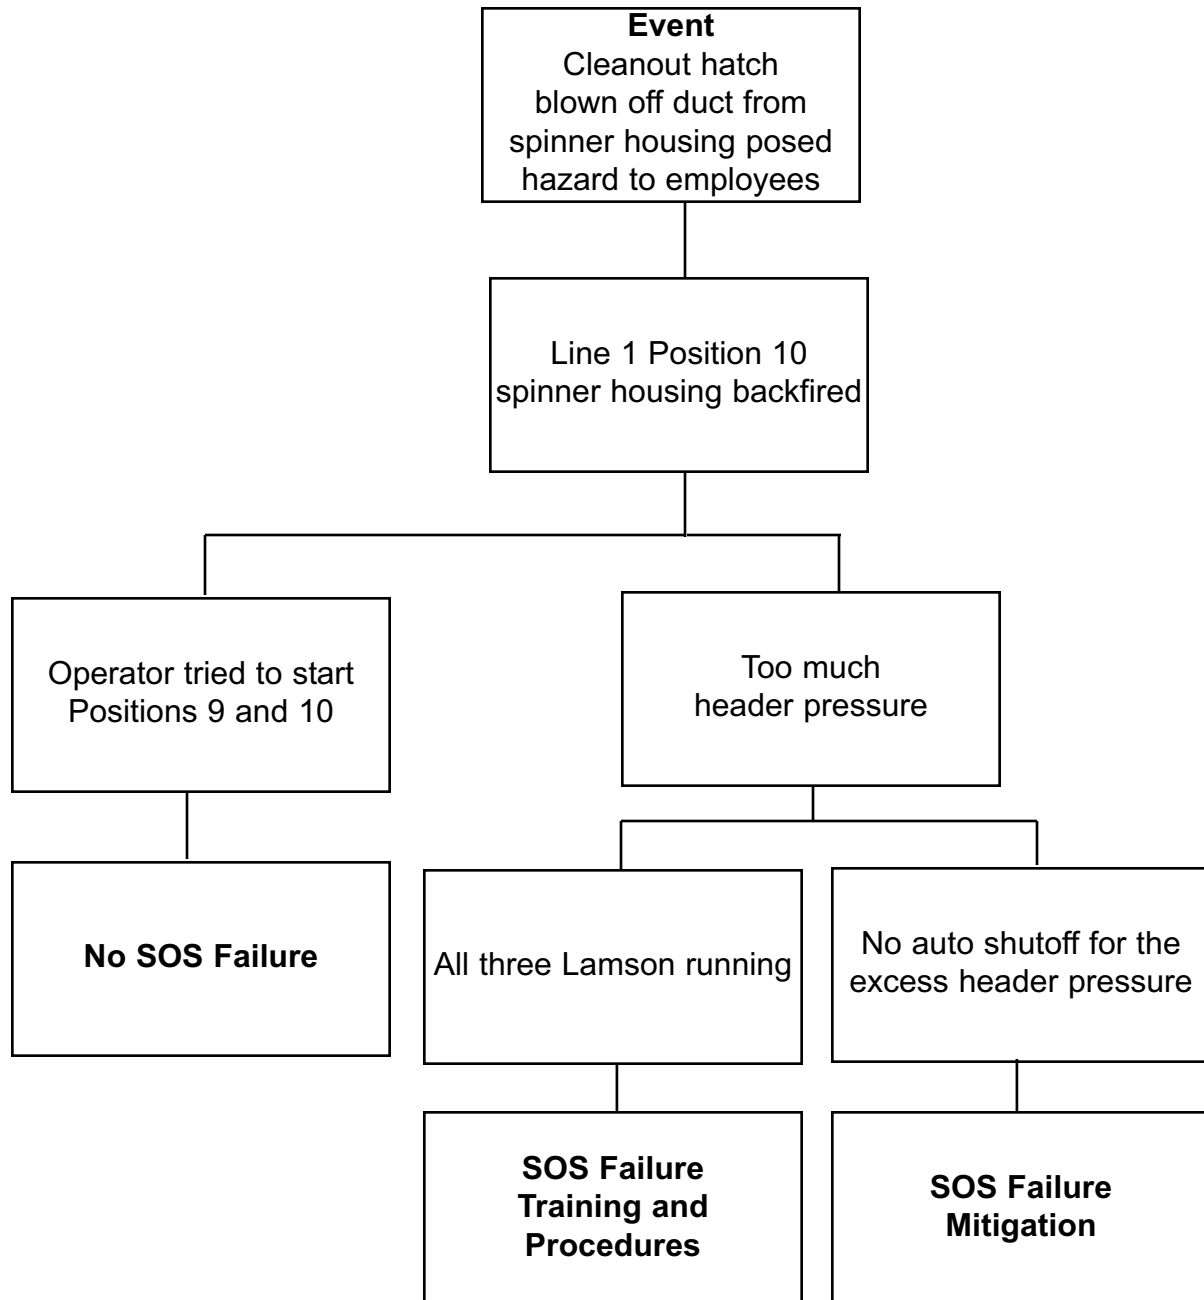 Event
Cleanout hatch
blown off duct from
spinner housing posed
hazard to employees
Line 1 Position 10
spinner housing backfired
Operator tried to start
Positions 9 and 10
Too much
header pressure
No SOS Failure
All three Lamson running
No auto shutoff for the
excess header pressure
SOS Failure
Training and
Procedures
SOS Failure
Mitigation